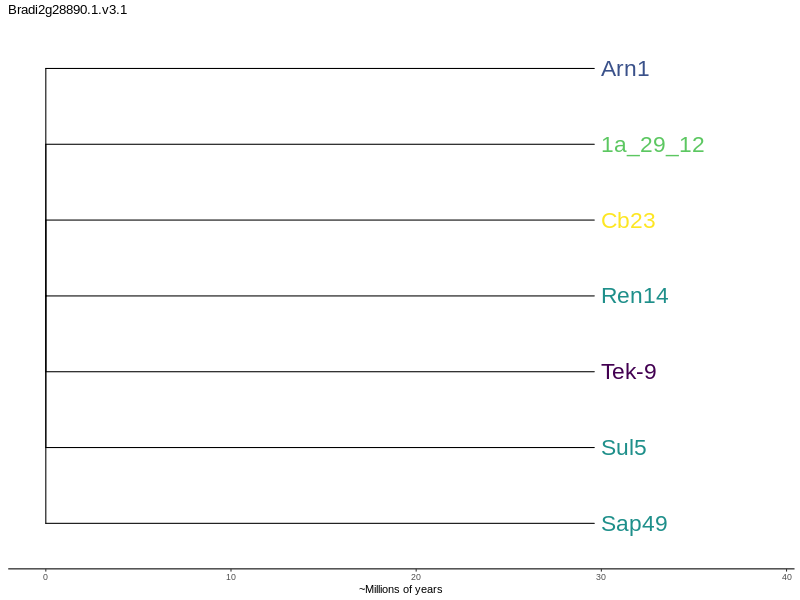 Bradi2g28890.1.v3.1
Arn1
1a_29_12
Cb23
Ren14
Tek-9
Sul5
Sap49
0 10 20 30 40
~Millions of years